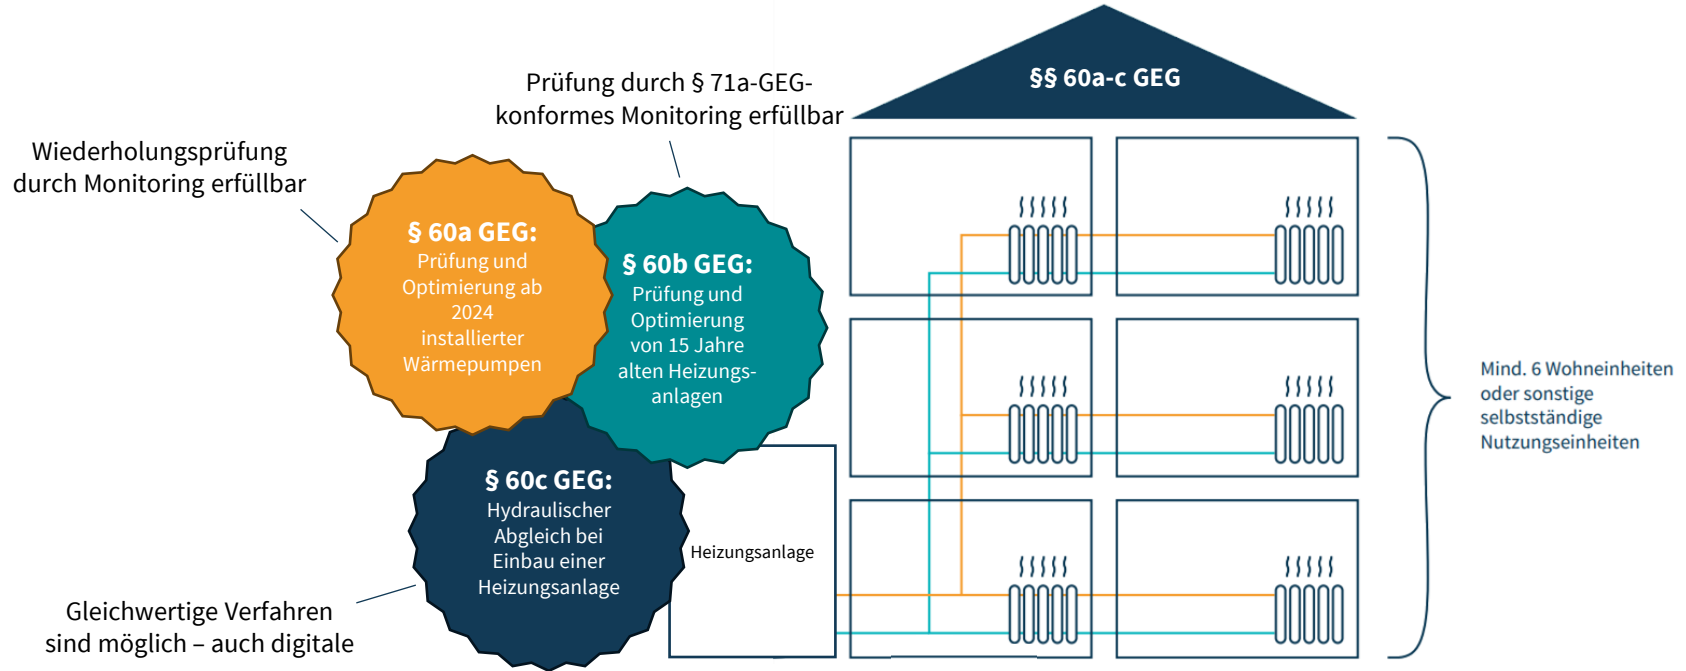 §§ 60a-c GEG
Prüfung durch § 71a-GEG-
konformes Monitoring erfüllbar
Wiederholungsprüfung
durch Monitoring erfüllbar
§ 60a GEG:
Prüfung und
Optimierung ab
2024
installierter
Wärmepumpen
§ 60b GEG:
Prüfung und
Optimierung
von 15 Jahre
alten Heizungs-
anlagen
§ 60c GEG:
Hydraulischer
Abgleich bei
Einbau einer
Heizungsanlage
Heizungsanlage
Gleichwertige Verfahren
sind möglich – auch digitale
Mind. 6 Wohneinheiten
oder sonstige
selbstständige
Nutzungseinheiten